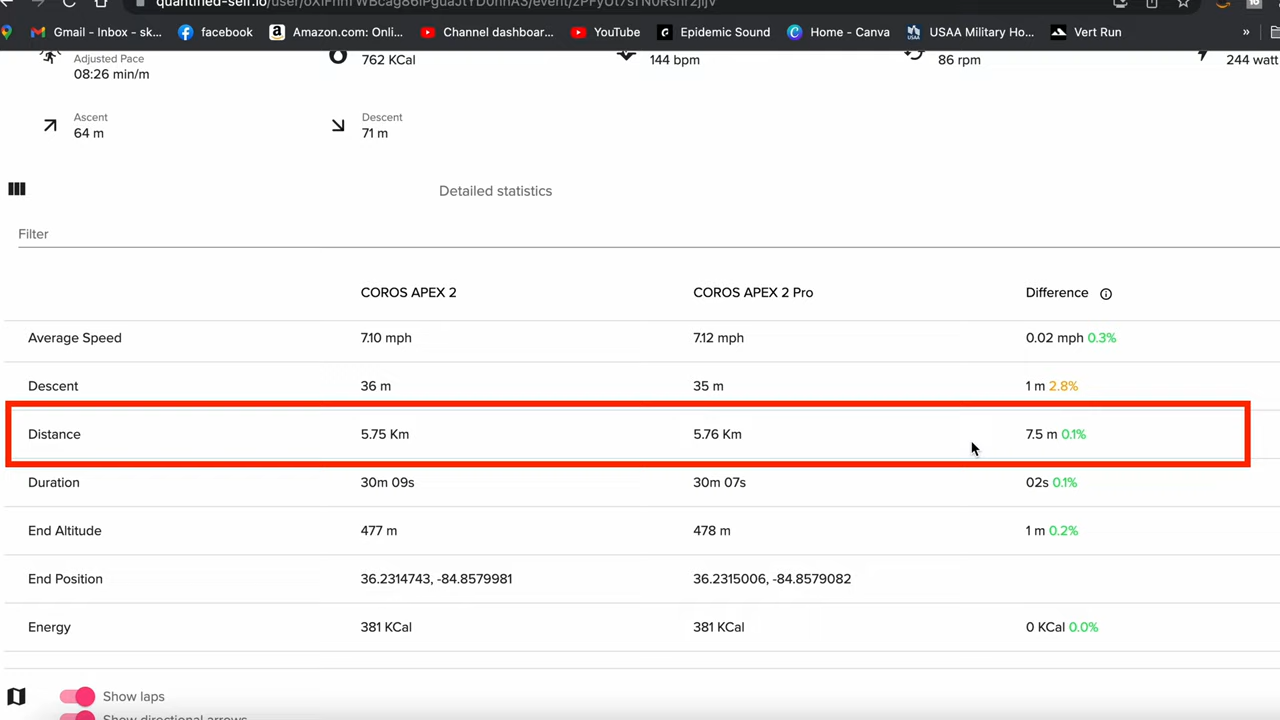 Gmail - Inbox - sk... facebook Amazon.com: Onli... Channel dashboar... YouTube Epidemic Sound Home - Canva USAA Military Ho... Vert Run »
Adjusted Pace
08:26 min/m 762 KCal 144 bpm 86 rpm 244 watt
Ascent Descent
64 m 71 m
Detailed statistics
Filter
COROS APEX 2 COROS APEX 2 Pro Difference
Average Speed 7.10 mph 7.12 mph 0.02 mph 0.3%
Descent 36 m 35 m 1 m 2.8%
Distance 5.75 Km 5.76 Km 7.5 m 0.1%
Duration 30m 09s 30m 07s 02s 0.1%
End Altitude 477 m 478 m 1 m 0.2%
End Position 36.2314743, -84.8579981 36.2315006, -84.8579082
Energy 381 KCal 381 KCal 0 KCal 0.0%
Show laps
Show directional arrows